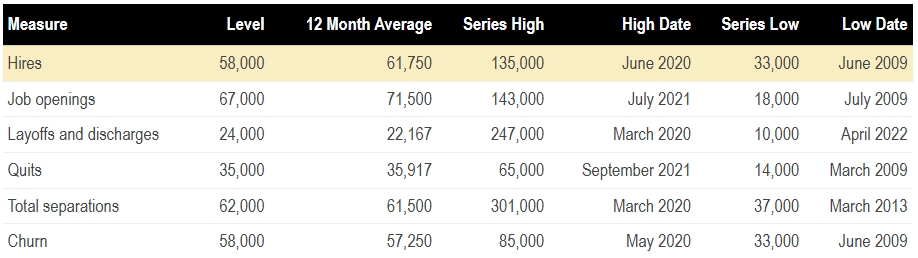 Measure Level 12 Month Average Series High High Date Series Low Low Date
Hires 58,000 61,750 135,000 June 2020 33,000 June 2009
Job openings 67,000 71,500 143,000 July 2021 18,000 July 2009
Layoffs and discharges 24,000 22,167 247,000 March 2020 10,000 April 2022
Quits 35,000 35,917 65,000 September 2021 14,000 March 2009
Total separations 62,000 61,500 301,000 March 2020 37,000 March 2013
Churn 58,000 57,250 85,000 May 2020 33,000 June 2009